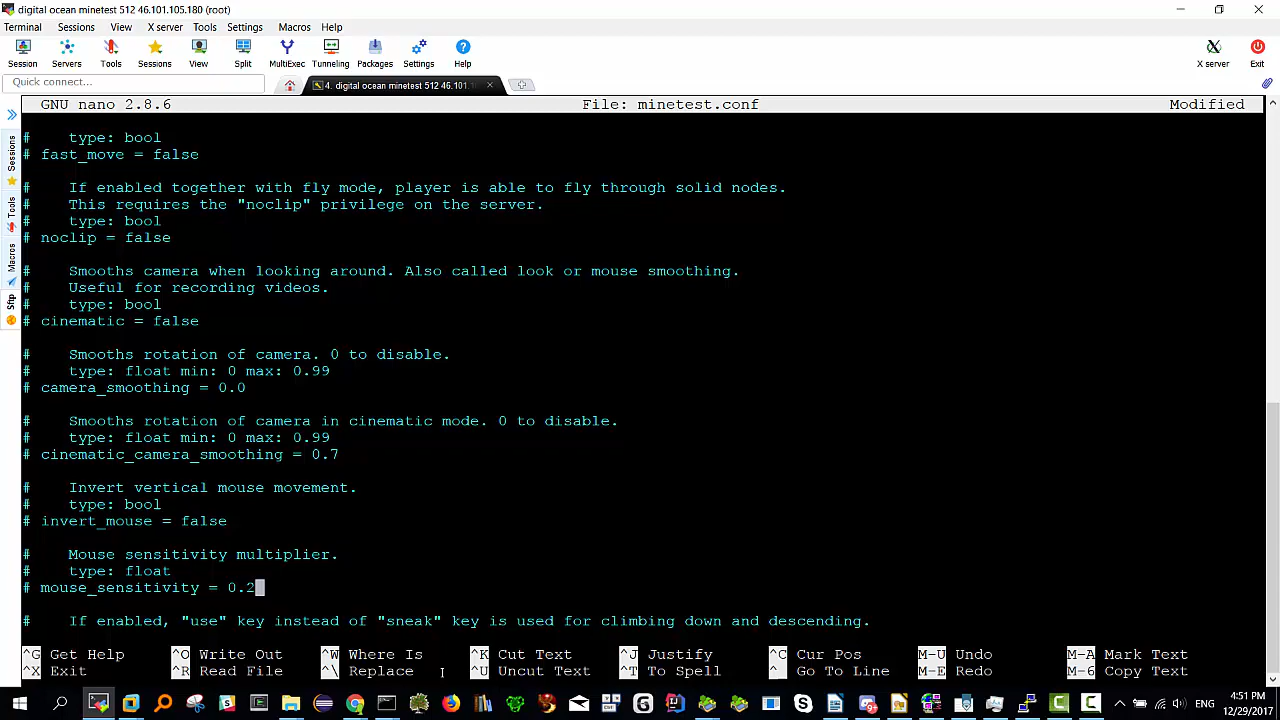 digital ocean minetest 512 46.101.105.180 (root)
Terminal Sessions View X server Tools Settings Macros Help
Session Servers Tools Sessions View Split MultiExec Tunneling Packages Settings Help X server Exit
Quick connect...
4. digital ocean minetest 512 46.101.
GNU nano 2.8.6 File: minetest.conf Modified
# type: bool
# fast_move = false
# If enabled together with fly mode, player is able to fly through solid nodes.
# This requires the "noclip" privilege on the server.
# type: bool
# noclip = false
# Smooths camera when looking around. Also called look or mouse smoothing.
# Useful for recording videos.
# type: bool
# cinematic = false
# Smooths rotation of camera. 0 to disable.
# type: float min: 0 max: 0.99
# camera_smoothing = 0.0
# Smooths rotation of camera in cinematic mode. 0 to disable.
# type: float min: 0 max: 0.99
# cinematic_camera_smoothing = 0.7
# Invert vertical mouse movement.
# type: bool
# invert_mouse = false
# Mouse sensitivity multiplier.
# type: float
# mouse_sensitivity = 0.2
# If enabled, "use" key instead of "sneak" key is used for climbing down and descending.
^G Get Help ^O Write Out ^W Where Is ^K Cut Text ^J Justify ^C Cur Pos M-U Undo M-A Mark Text
^X Exit ^R Read File ^\ Replace ^U Uncut Text ^T To Spell ^_ Go To Line M-E Redo M-6 Copy Text
Sessions
Tools
Macros
Sftp
ENG
4:51 PM
12/29/2017